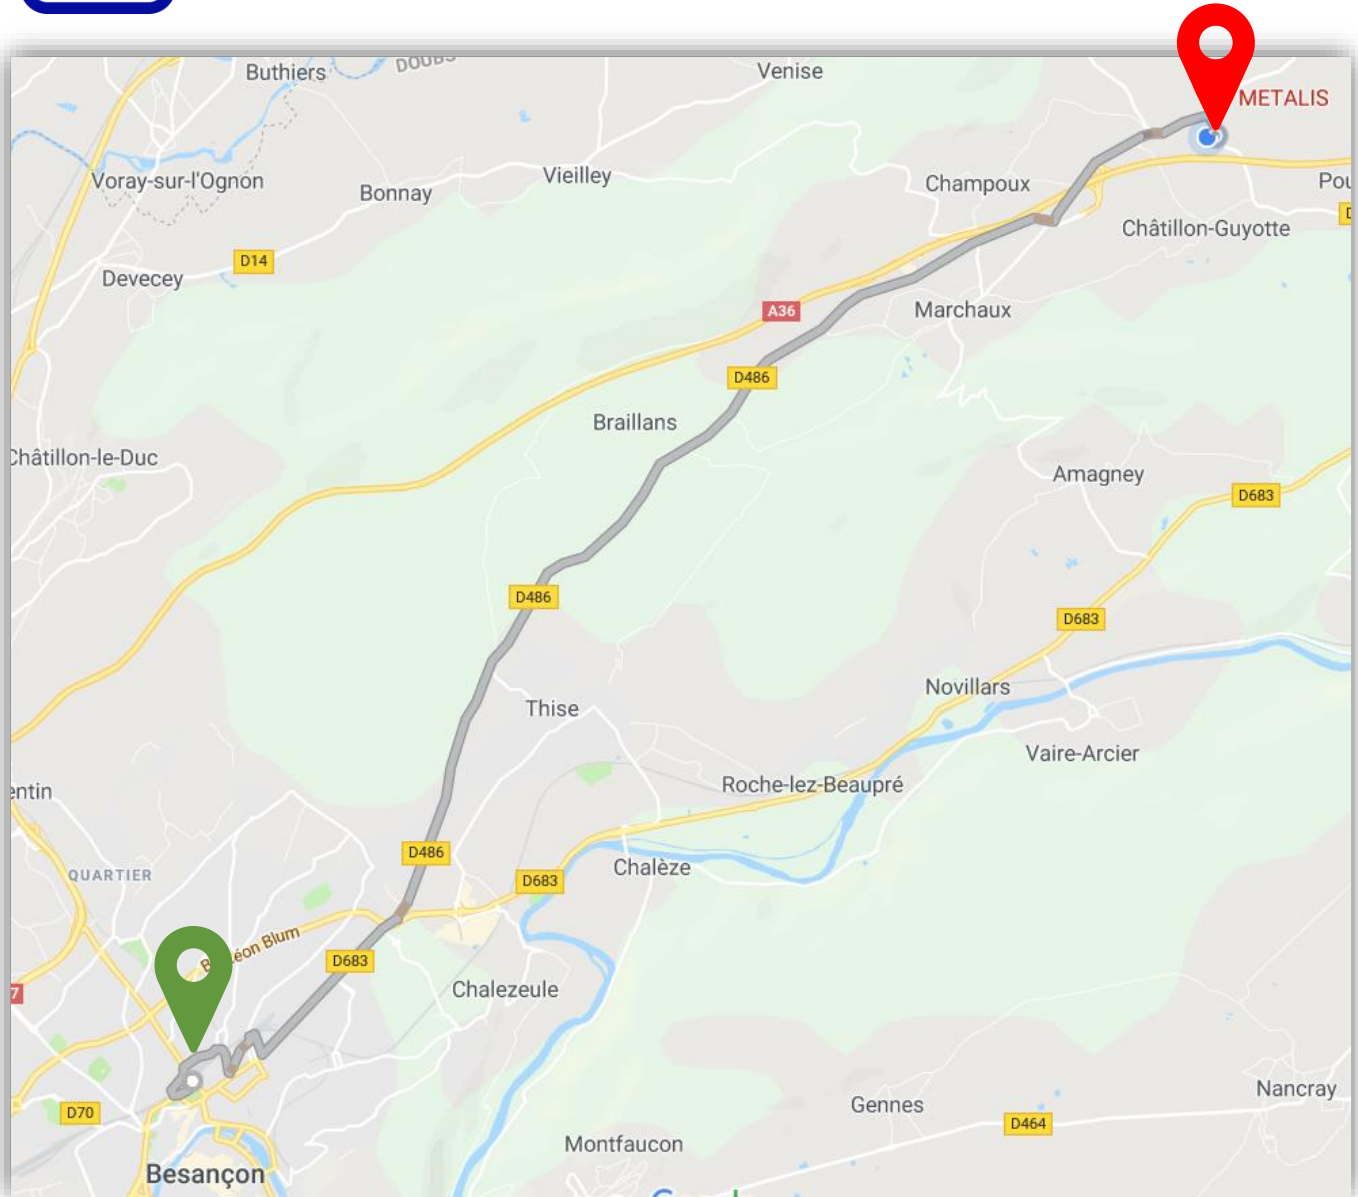 DOUBS
Buthiers
Venise
METALIS
Voray-sur-l'Ognon
Bonnay
Vieilley
Champoux
Châtillon-Guyotte
D14
Devecey
A36
Marchaux
D486
Braillans
Châtillon-le-Duc
Amagney
D683
D486
D683
Novillars
Thise
Vaire-Arcier
Roche-lez-Beaupré
QUARTIER
D486
Chalèze
D683
Léon Blum
D683
Chalezeule
7
Nancray
Gennes
D70
D464
Montfaucon
Besançon